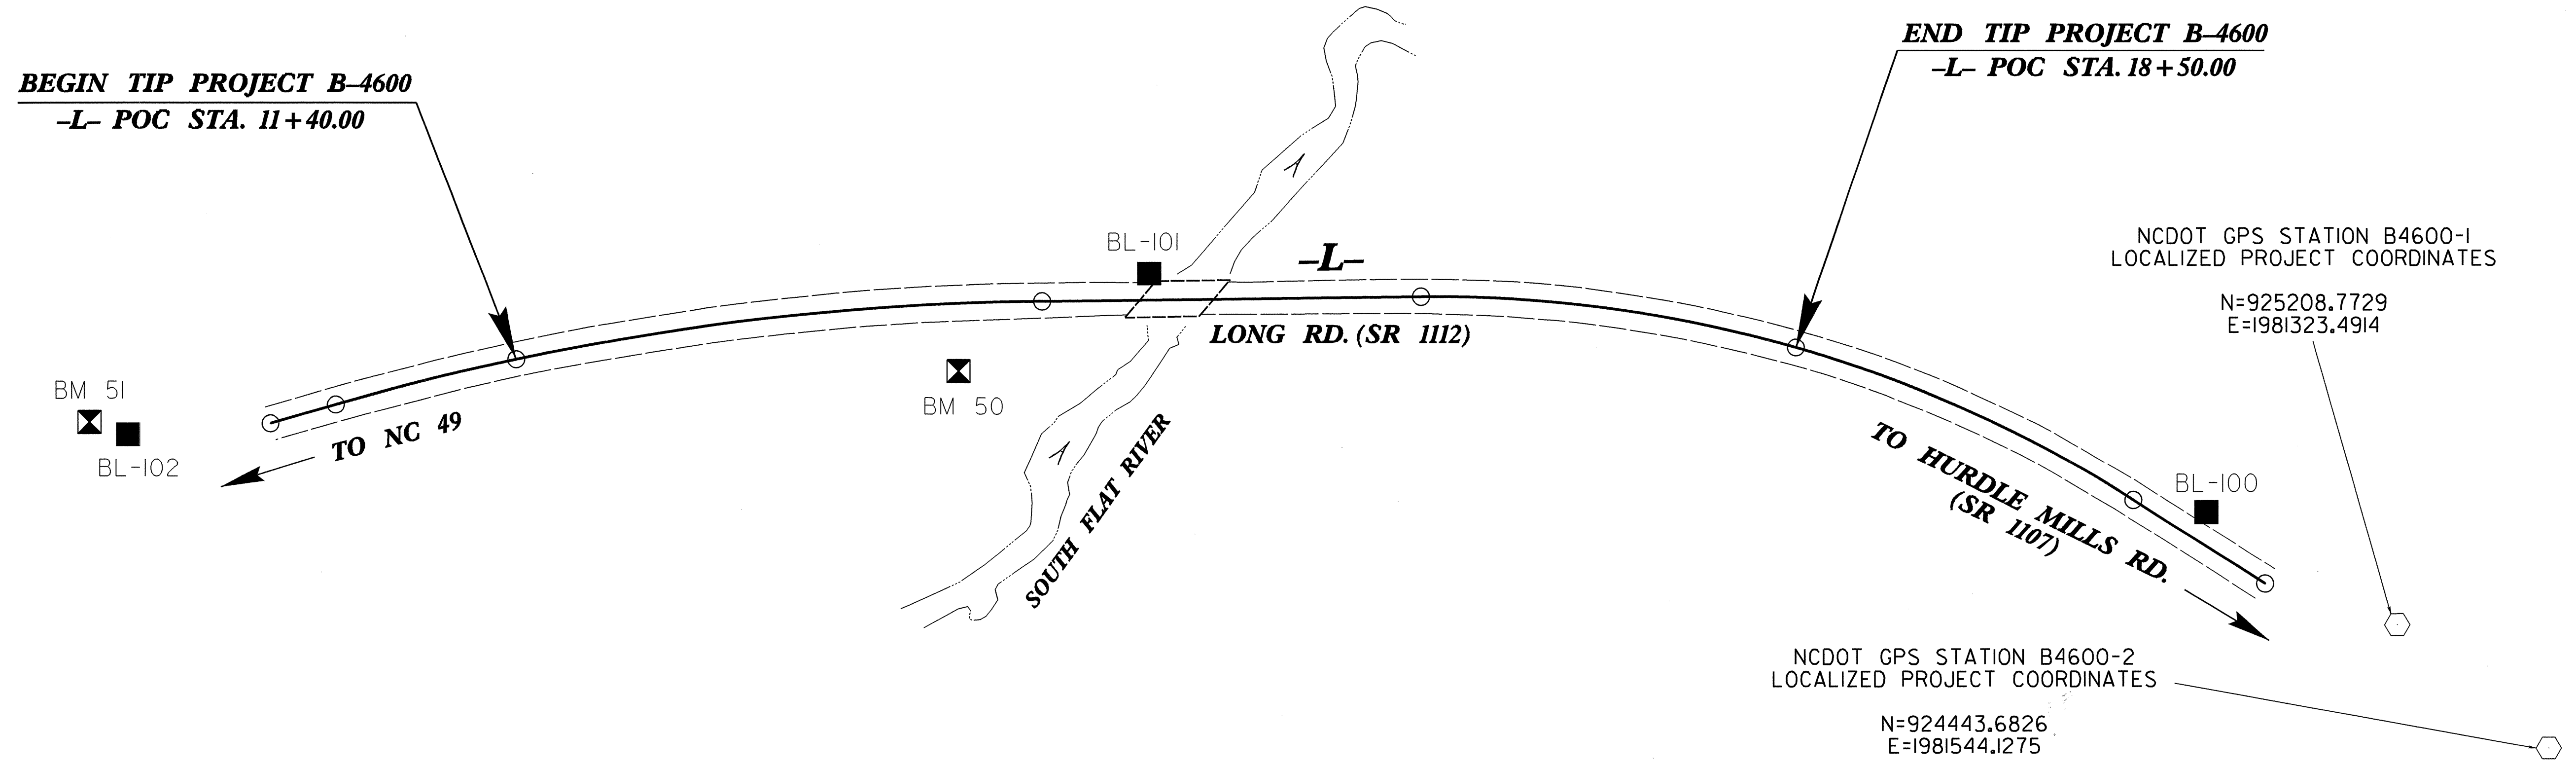 BEGIN TIP PROJECT B–4600
–L– POC STA. 11+40.00
END TIP PROJECT B–4600
–L– POC STA. 18+50.00
NCDOT GPS STATION B4600-1
LOCALIZED PROJECT COORDINATES
N=925208.7729
E=1981323.4914
BL-101
–L–
LONG RD. (SR 1112)
BM 51
BL-102
TO NC 49
BM 50
SOUTH FLAT RIVER
TO HURDLE MILLS RD.
(SR 1107)
BL-100
NCDOT GPS STATION B4600-2
LOCALIZED PROJECT COORDINATES
N=924443.6826
E=1981544.1275